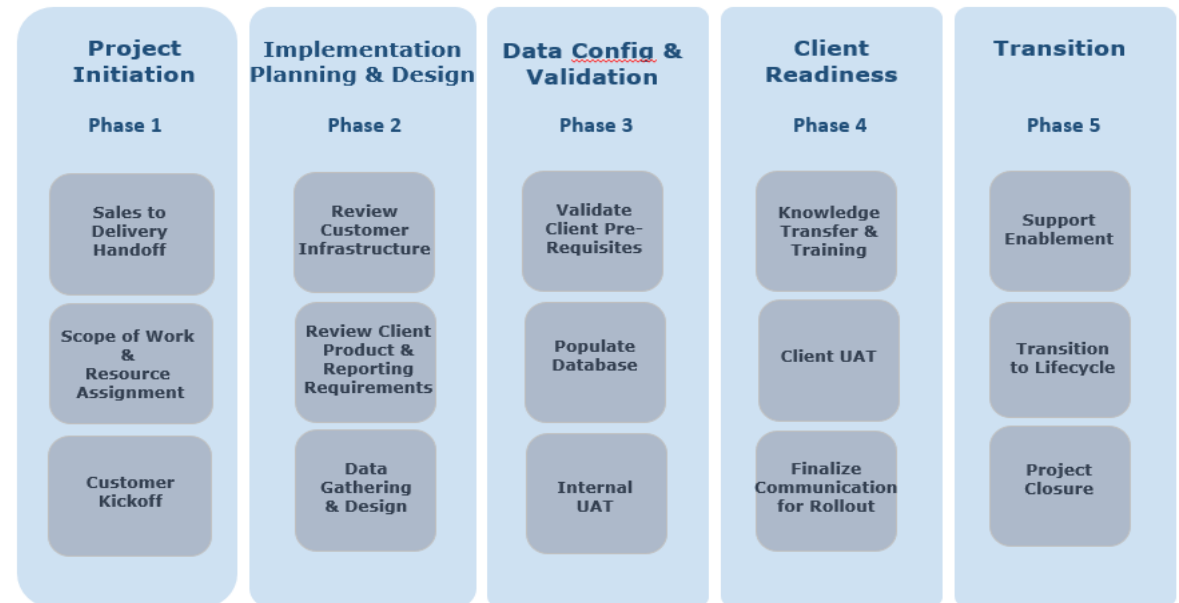 Project
Initiation
Phase 1
Sales to
Delivery
Handoff
Scope of Work
&
Resource
Assignment
Customer
Kickoff
Implementation
Planning & Design
Phase 2
Review
Customer
Infrastructure
Review Client
Product &
Reporting
Requirements
Data
Gathering
& Design
Data Config &
Validation
Phase 3
Validate
Client Pre-
Requisites
Populate
Database
Internal
UAT
Client
Readiness
Phase 4
Knowledge
Transfer &
Training
Client UAT
Finalize
Communication
for Rollout
Transition
Phase 5
Support
Enablement
Transition
to Lifecycle
Project
Closure